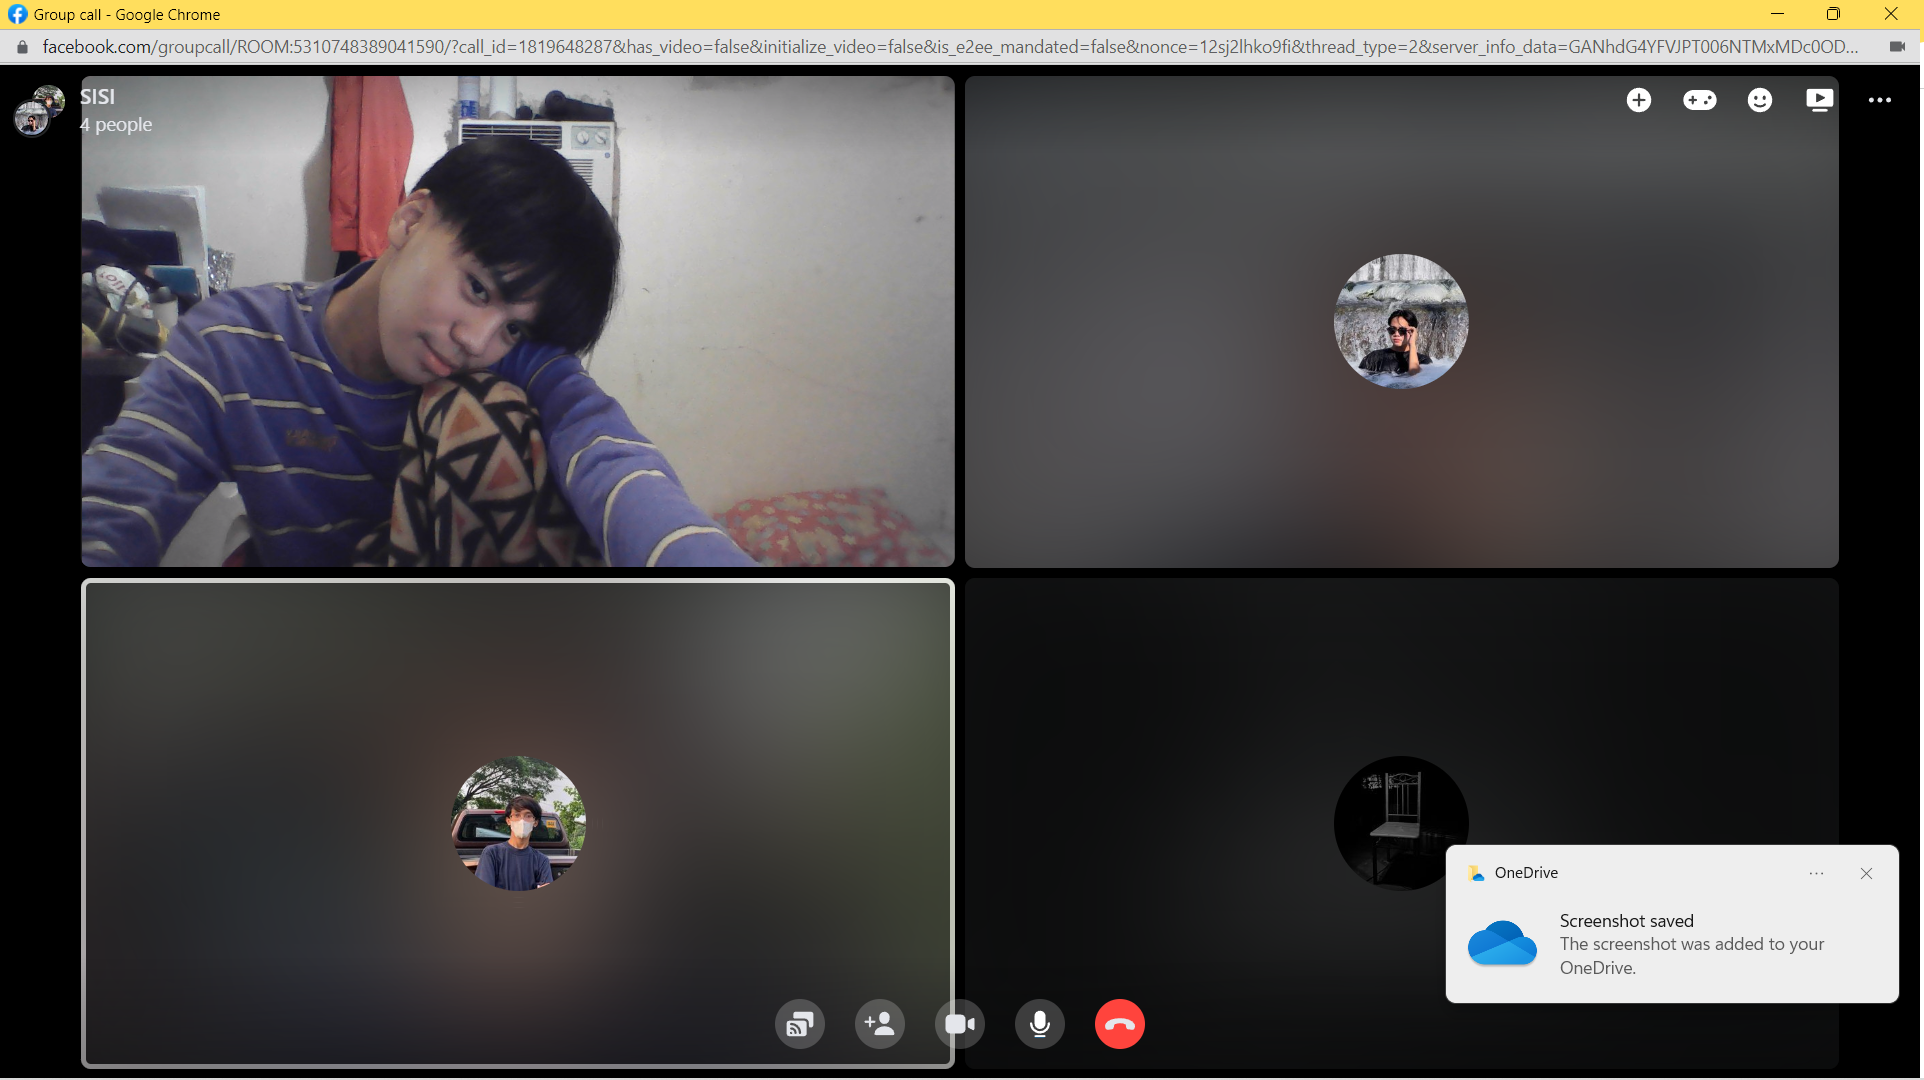 Group call - Google Chrome
facebook.com/groupcall/ROOM:5310748389041590/?call_id=1819648287&has_video=false&initialize_video=false&is_e2ee_mandated=false&nonce=12sj2lhko9fi&thread_type=2&server_info_data=GANhdG4YFVJPT006NTMxMDc0OD...
SISI
4 people
OneDrive
Screenshot saved
The screenshot was added to your
OneDrive.